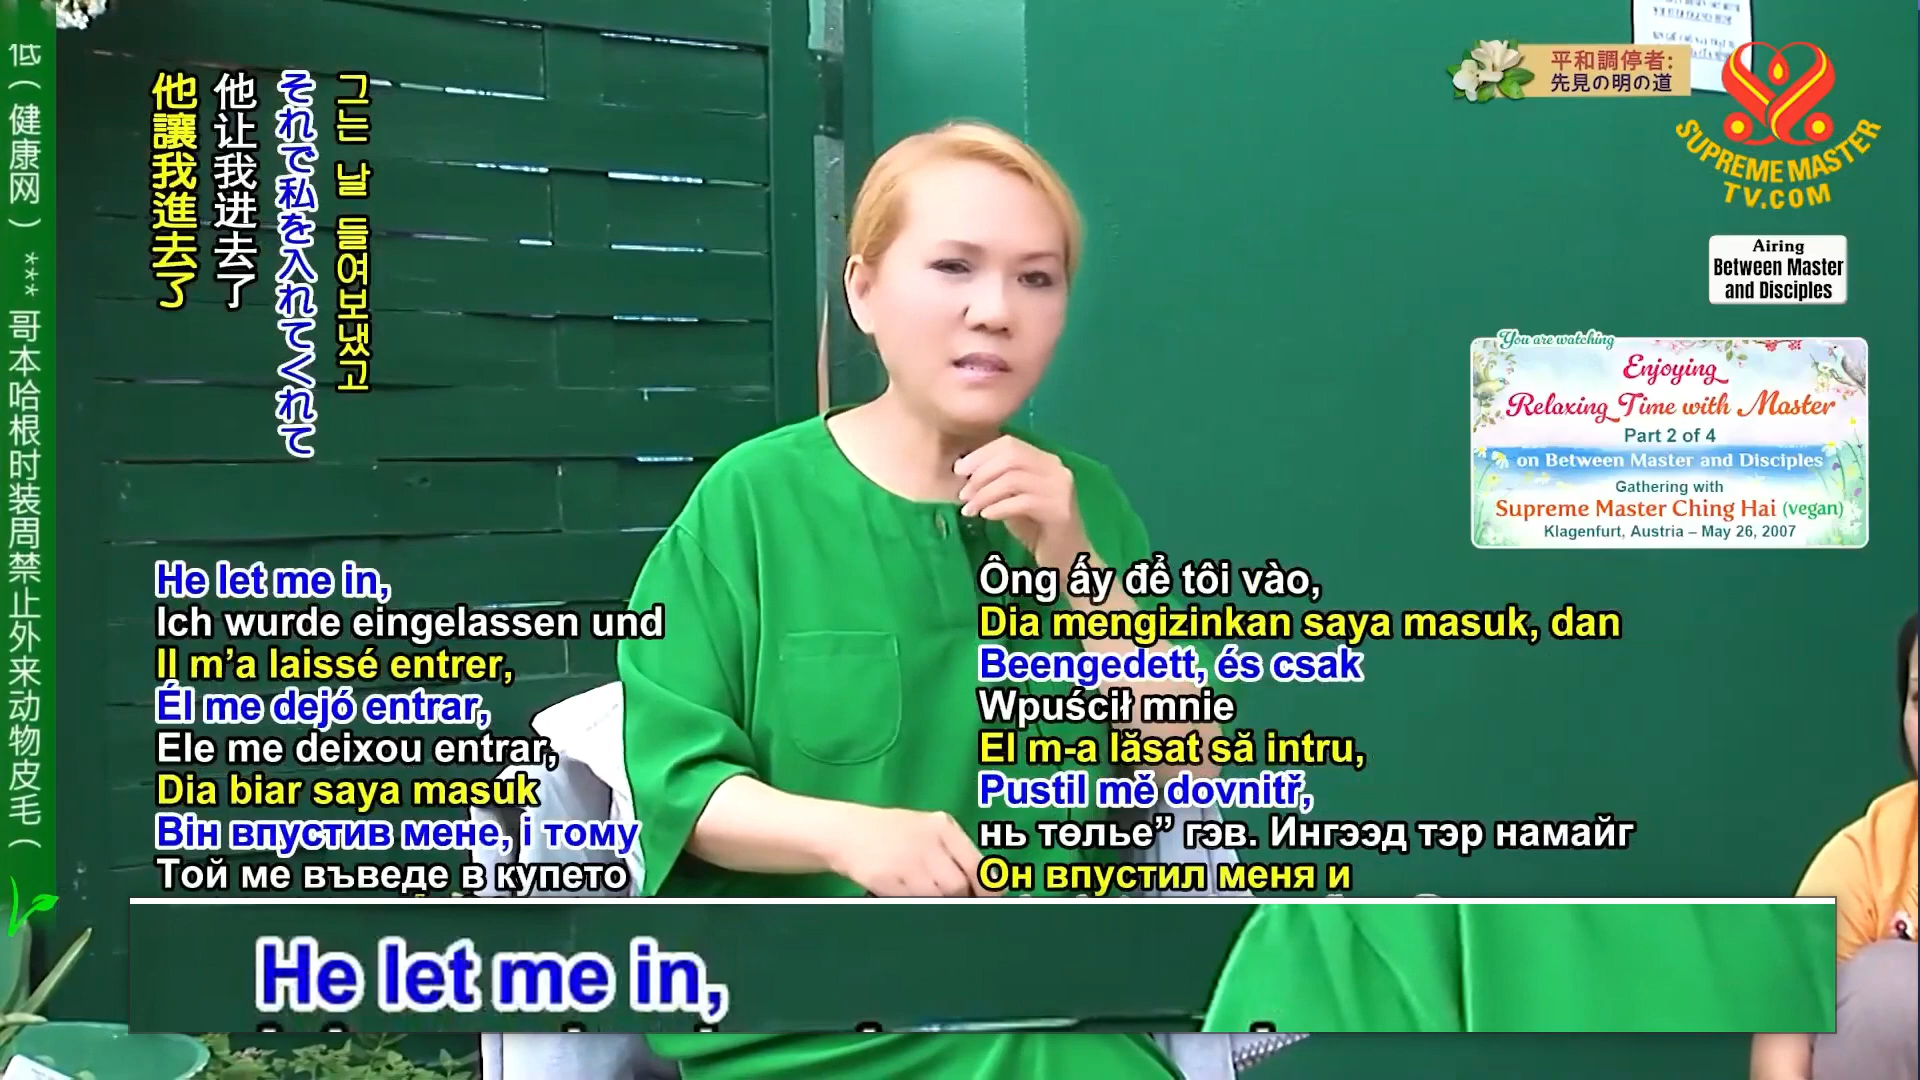 低（健康网）*** 哥本哈根时装周禁止外来动物皮毛（
그는 날 들여보냈고
それで私を入れてくれて
他让我进去了
他讓我進去了
平和調停者:
先見の明の道
SUPREME MASTER
TV.COM
Airing
Between Master
and Disciples
You are watching
Enjoying
Relaxing Time with Master
Part 2 of 4
on Between Master and Disciples
Gathering with
Supreme Master Ching Hai (vegan)
Klagenfurt, Austria – May 26, 2007
He let me in,
Ich wurde eingelassen und
Il m’a laissé entrer,
Él me dejó entrar,
Ele me deixou entrar,
Dia biar saya masuk
Він впустив мене, і тому
Той ме въведе в купето
Ông ấy để tôi vào,
Dia mengizinkan saya masuk, dan
Beengedett, és csak
Wpuścił mnie
El m-a lăsat să intru,
Pustil mě dovnitř,
нь төлье” гэв. Ингээд тэр намайг
Он впустил меня и
He let me in,